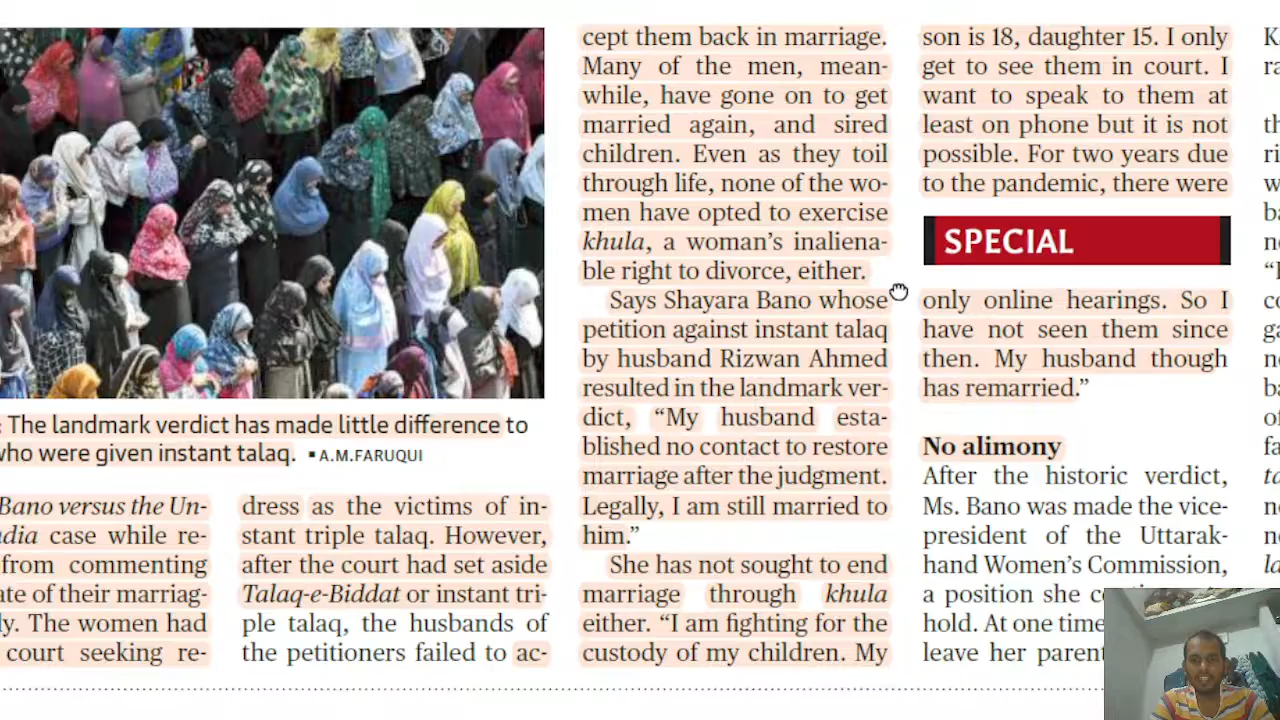 The landmark verdict has made little difference to
who were given instant talaq. ▪ A.M.FARUQUI
Bano versus the Un-
case while re-
from commenting
of their marriag-
The women had
court seeking re-
dress as the victims of in-
stant triple talaq. However,
after the court had set aside
Talaq-e-Biddat or instant tri-
ple talaq, the husbands of
the petitioners failed to ac-
cept them back in marriage.
Many of the men, mean-
while, have gone on to get
married again, and sired
children. Even as they toil
through life, none of the wo-
men have opted to exercise
khula, a woman's inaliena-
ble right to divorce, either.
Says Shayara Bano whose
petition against instant talaq
by husband Rizwan Ahmed
resulted in the landmark ver-
dict, “My husband esta-
blished no contact to restore
marriage after the judgment.
Legally, I am still married to
him.”
She has not sought to end
marriage through khula
either. “I am fighting for the
custody of my children. My
son is 18, daughter 15. I only
get to see them in court. I
want to speak to them at
least on phone but it is not
possible. For two years due
to the pandemic, there were
SPECIAL
only online hearings. So I
have not seen them since
then. My husband though
has remarried.”
No alimony
After the historic verdict,
Ms. Bano was made the vice-
president of the Uttarak-
hand Women's Commission,
a position she
hold. At one time
leave her parent